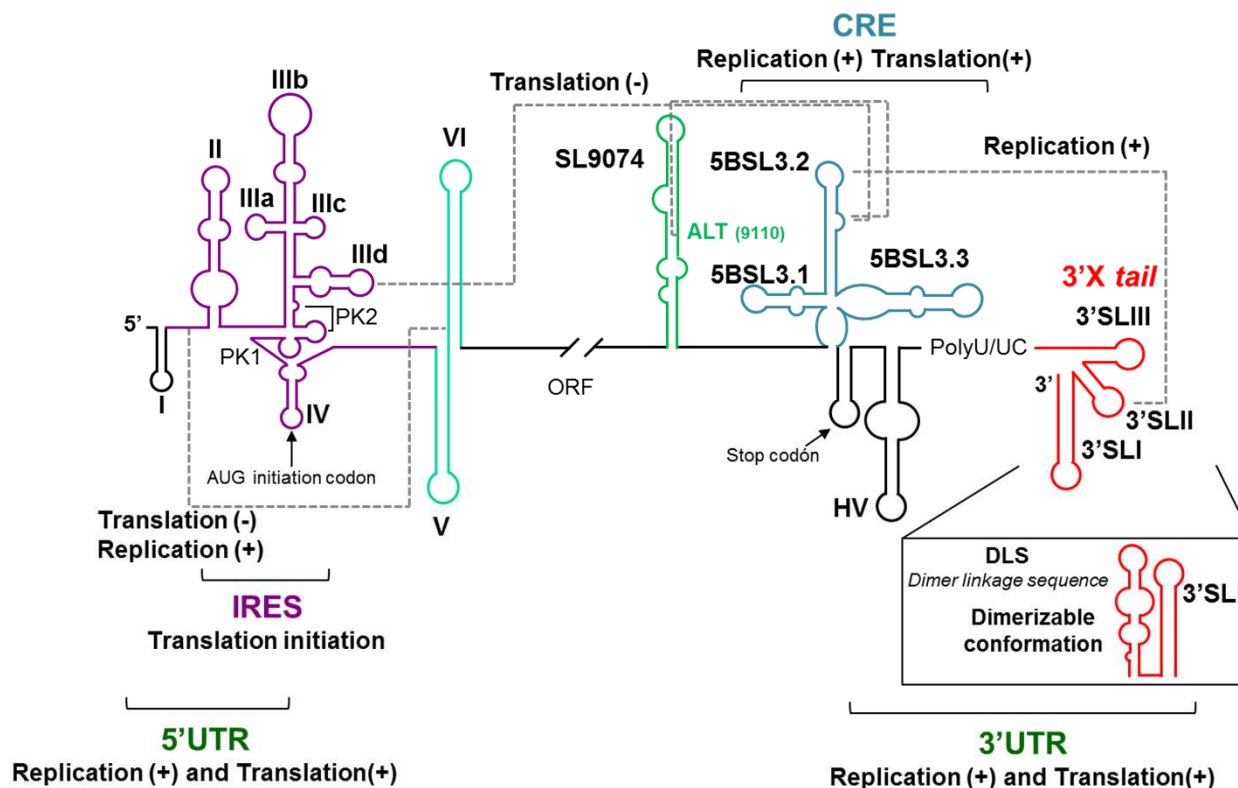 CRE
Replication (+) Translation(+)
Translation (-)
IIIb
VI
II
SL9074
5BSL3.2
Replication (+)
IIIa
IIIc
ALT (9110)
IIId
5BSL3.1
5BSL3.3
3’X tail
3’SLIII
5’
PK2
PK1
PolyU/UC
ORF
3’
I
IV
3’SLII
Stop codón
3’SLI
AUG initiation codon
HV
Translation (-)
V
Replication (+)
DLS
Dimer linkage sequence
3’SLI
Dimerizable
conformation
IRES
Translation initiation
5’UTR
Replication (+) and Translation(+)
3’UTR
Replication (+) and Translation(+)